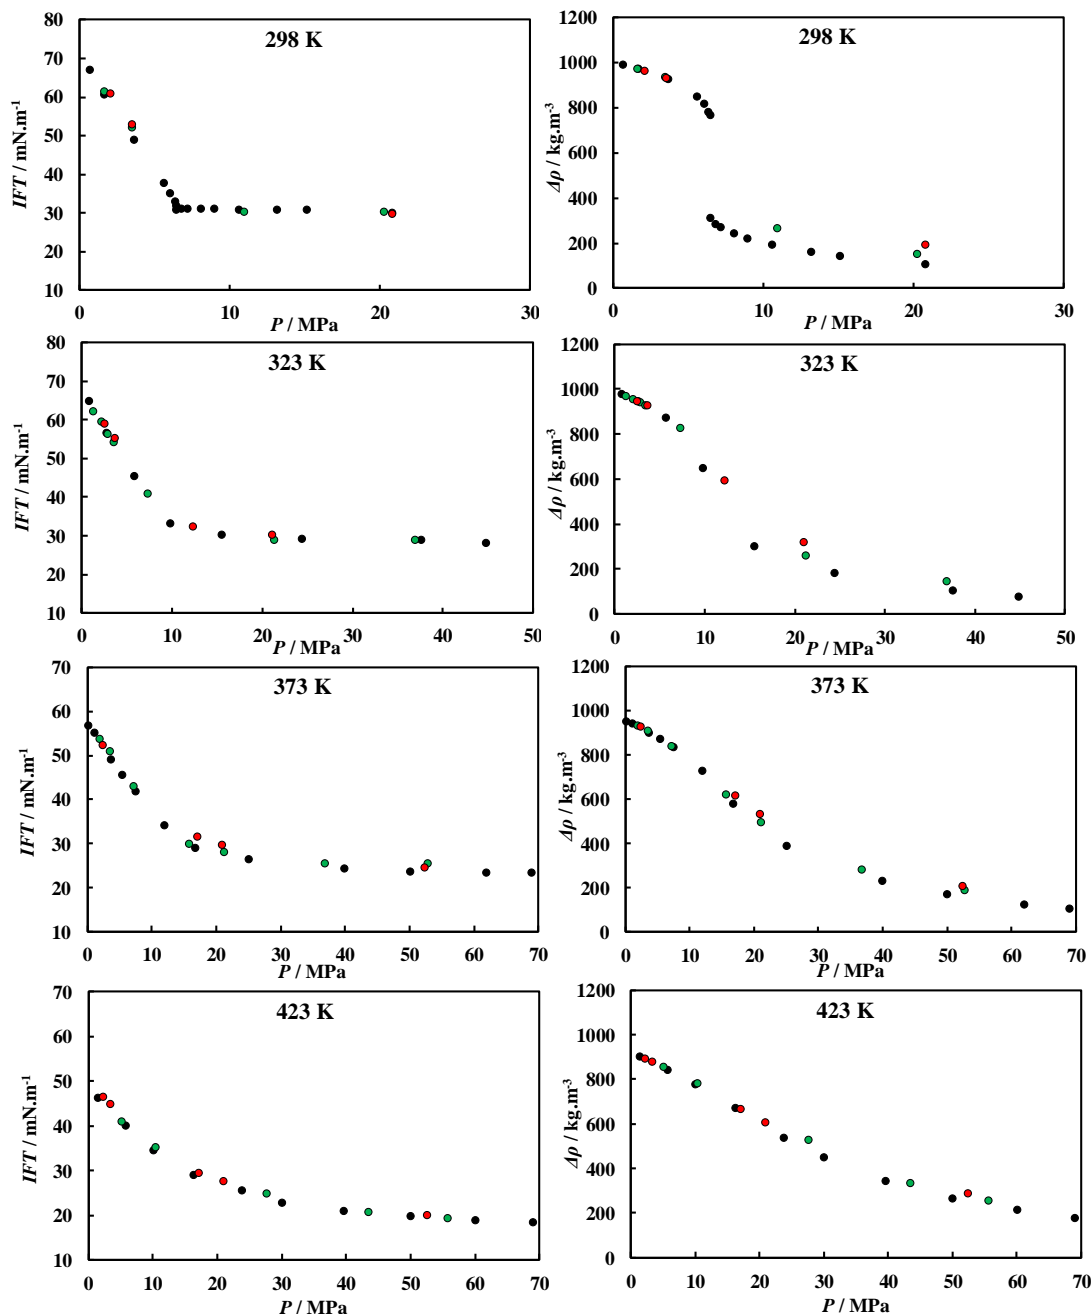 298 K
IFT / mN.m-1
80
70
60
50
40
30
20
10
0 10 20 30
P / MPa
298 K
Δρ / kg.m-3
1200
1000
800
600
400
200
0
0 10 20 30
P / MPa
323 K
IFT / mN.m-1
80
70
60
50
40
30
20
10
0 10 20 30 40 50
P / MPa
323 K
Δρ / kg.m-3
1200
1000
800
600
400
200
0
0 10 20 30 40 50
P / MPa
373 K
IFT / mN.m-1
70
60
50
40
30
20
10
0 10 20 30 40 50 60 70
P / MPa
373 K
Δρ / kg.m-3
1200
1000
800
600
400
200
0
0 10 20 30 40 50 60 70
P / MPa
423 K
IFT / mN.m-1
70
60
50
40
30
20
10
0 10 20 30 40 50 60 70
P / MPa
423 K
Δρ / kg.m-3
1200
1000
800
600
400
200
0
0 10 20 30 40 50 60 70
P / MPa